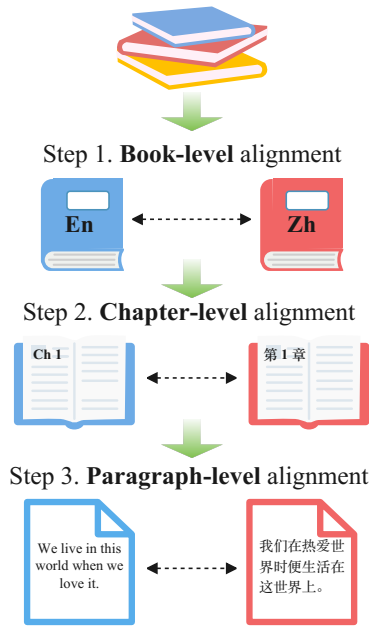 Step 1. Book-level alignment
En
Zh
Step 2. Chapter-level alignment
Ch 1
第 1 章
Step 3. Paragraph-level alignment
We live in this
world when we
love it.
我们在热爱世
界时便生活在
这世界上。